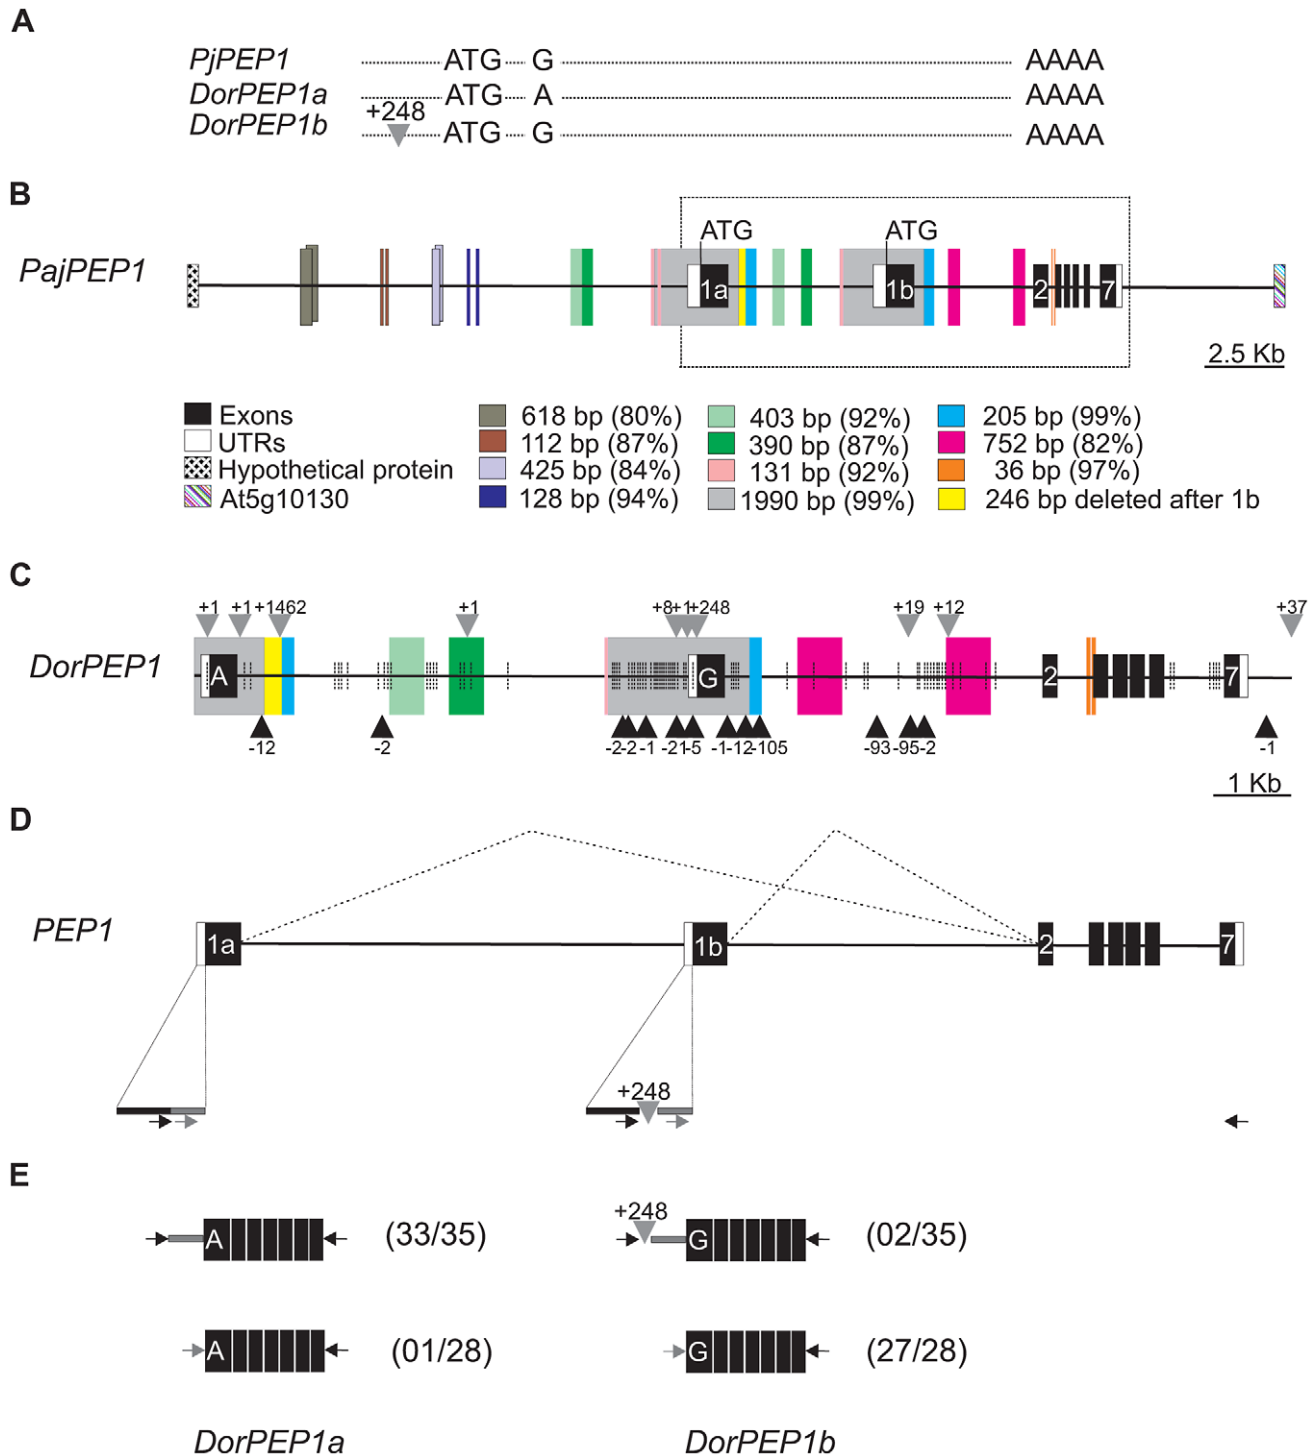 A
PjPEP1 ATG G AAAA
DorPEP1a ATG A AAAA
+248
DorPEP1b ATG G AAAA
B
ATG ATG
PajPEP1 1a 1b 2 7
2.5 Kb
Exons 618 bp (80%) 403 bp (92%) 205 bp (99%)
UTRs 112 bp (87%) 390 bp (87%) 752 bp (82%)
Hypothetical protein 425 bp (84%) 131 bp (92%) 36 bp (97%)
At5g10130 128 bp (94%) 1990 bp (99%) 246 bp deleted after 1b
C
+1 +1 +1462 +1 +8 +1 +248 +19 +12 +37
DorPEP1 A G 2 7
-12 -2 -2 -2 -1 -21 -5 -1 -12 -105 -93 -95 -2 -1
1 Kb
D
PEP1 1a 1b 2 7
+248
E
+248
A (33/35) G (02/35)
A (01/28) G (27/28)
DorPEP1a DorPEP1b